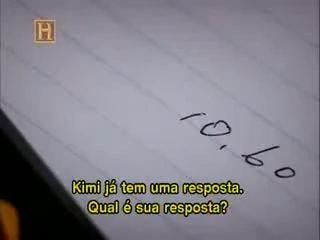 H
10,60
Kimi já tem uma resposta.
Qual é sua resposta?